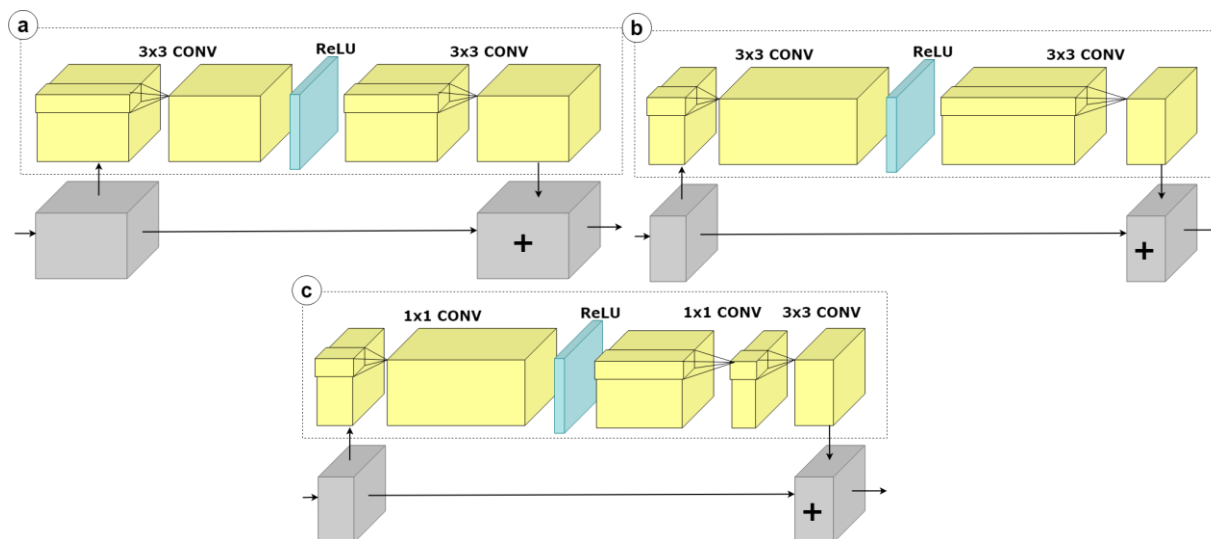 a
3x3 CONV
ReLU
3x3 CONV
+
b
3x3 CONV
ReLU
3x3 CONV
+
c
1x1 CONV
ReLU
1x1 CONV
3x3 CONV
+